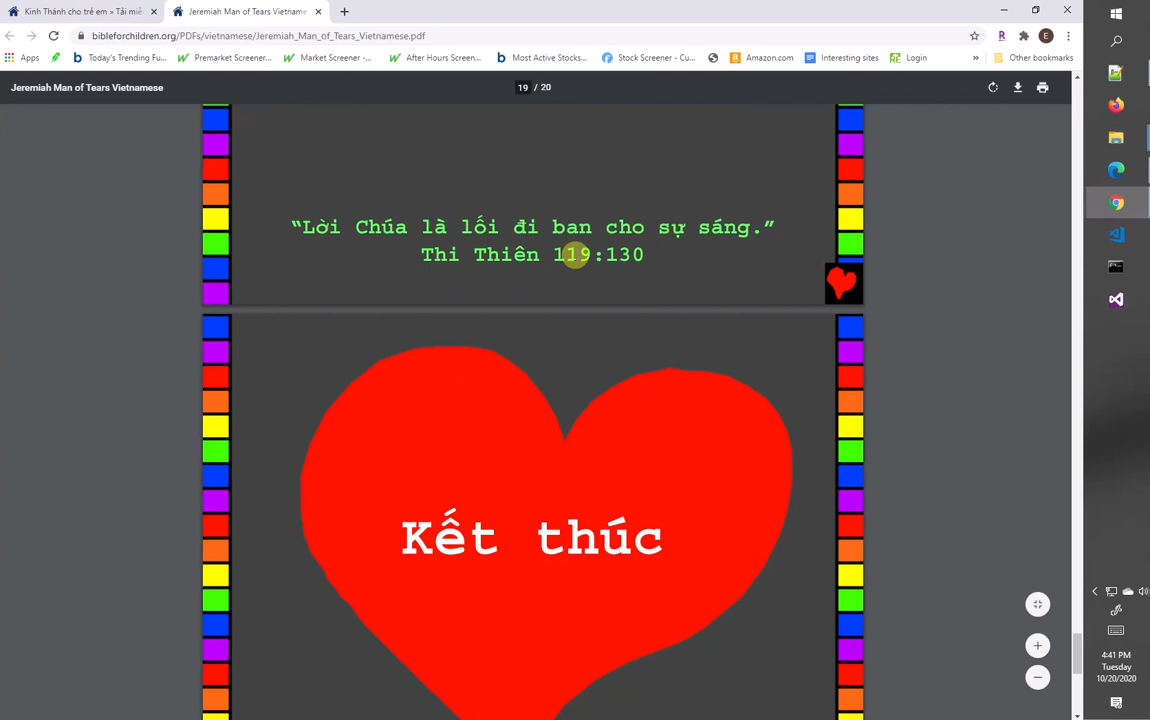 Kinh Thánh cho trẻ em » Tải miễ
Jeremiah Man of Tears Vietname
bibleforchildren.org/PDFs/vietnamese/Jeremiah_Man_of_Tears_Vietnamese.pdf
R
E
Apps
Today's Trending Fu...
Premarket Screener...
Market Screener -...
After Hours Screen...
Most Active Stocks...
Stock Screener - Cu...
Amazon.com
Interesting sites
Login
»
Other bookmarks
Jeremiah Man of Tears Vietnamese
19 / 20
“Lời Chúa là lối đi ban cho sự sáng.”
Thi Thiên 119:130
Kết thúc
4:41 PM
Tuesday
10/20/2020